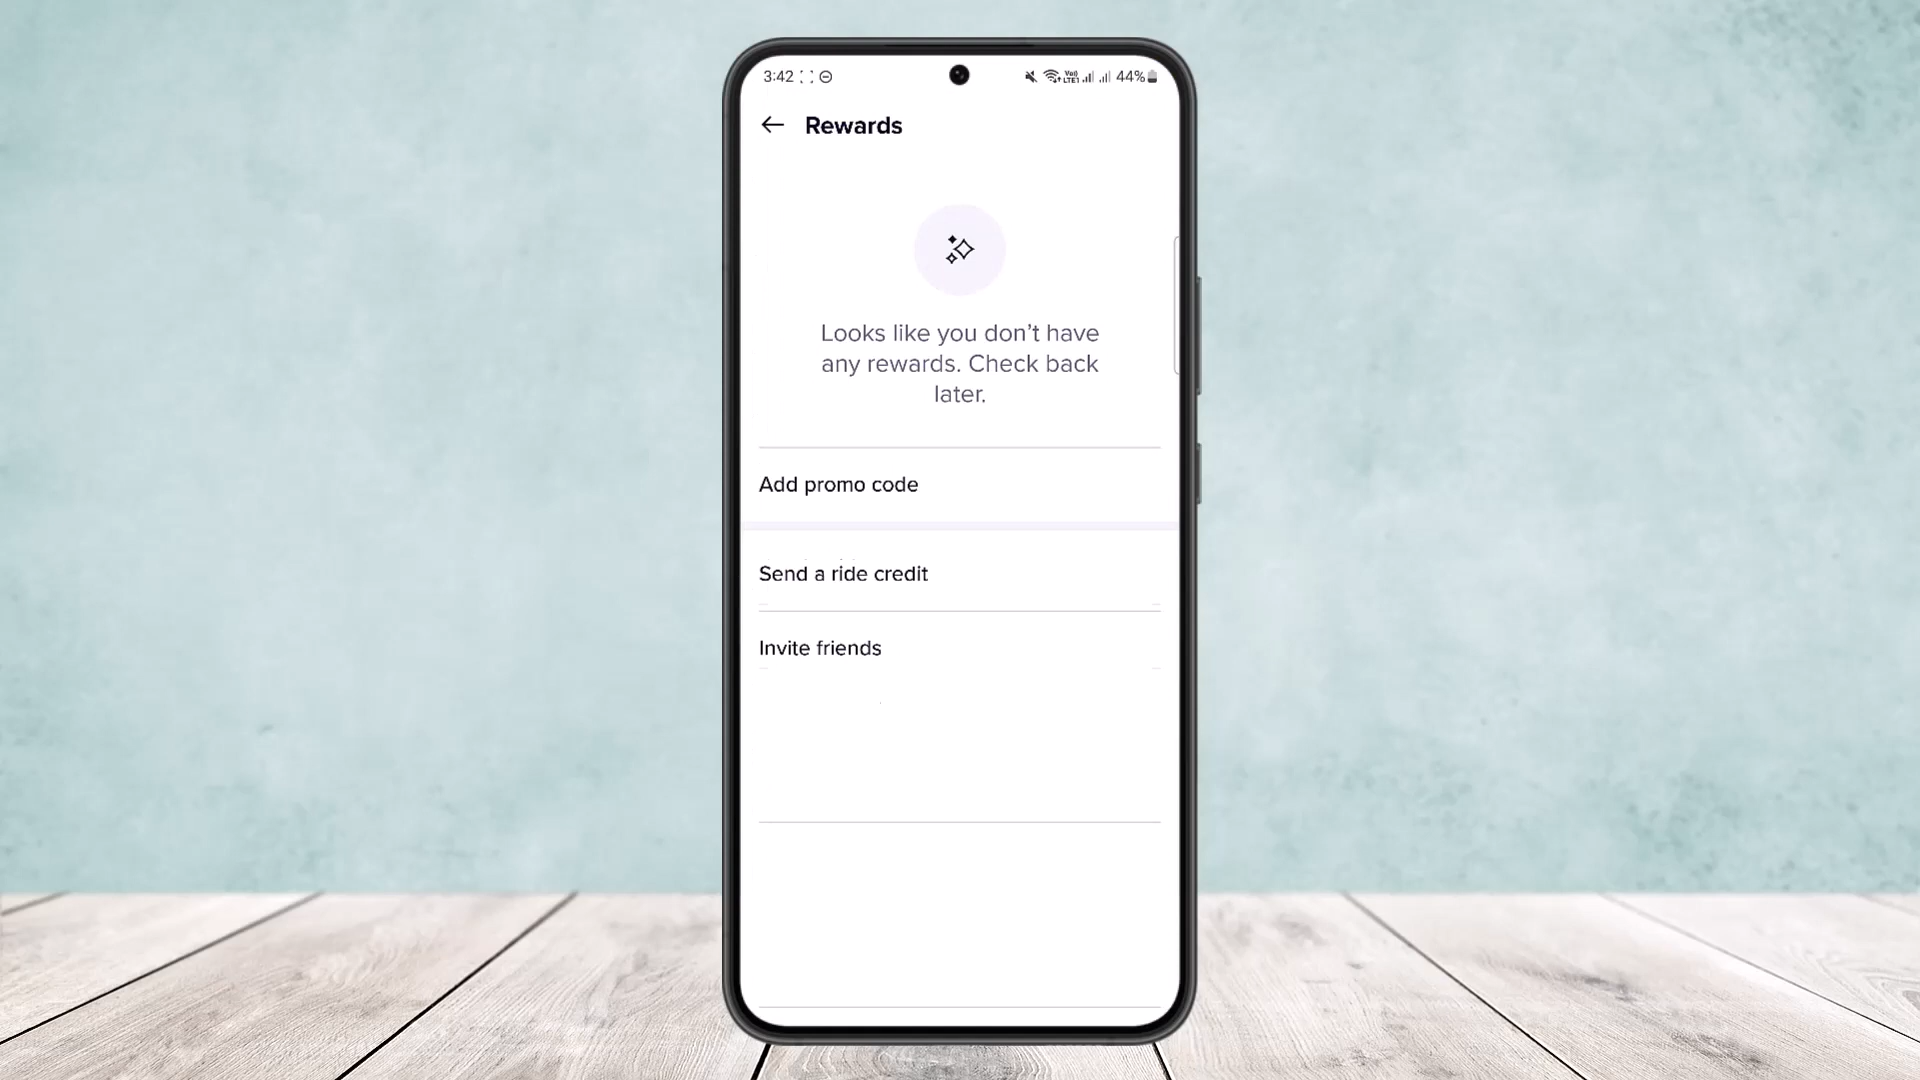 3:42
44%
Rewards
Looks like you don’t have
any rewards. Check back
later.
Add promo code
Send a ride credit
Invite friends